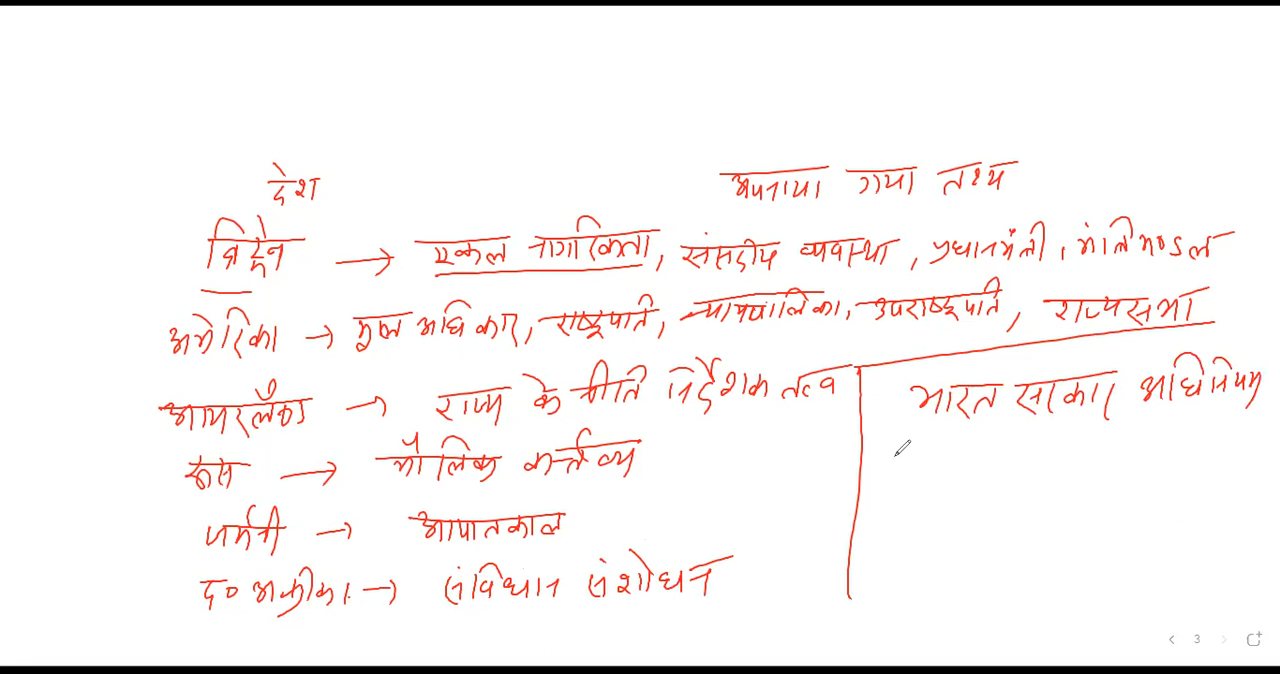 देश अपनाया गया तथ्य
ब्रिटेन → एकल नागरिकता, संसदीय व्यवस्था, प्रधानमंत्री, मंत्रिमण्डल
अमेरिका → मूल अधिकार, राष्ट्रपति, न्यायपालिका, उपराष्ट्रपति, राज्यसभा
आयरलैंड → राज्य के नीति निर्देशक तत्व
रूस → मौलिक कर्त्तव्य
जर्मनी → आपातकाल
द० अफ्रीका → संविधान संशोधन
भारत सरकार अधिनियम
3